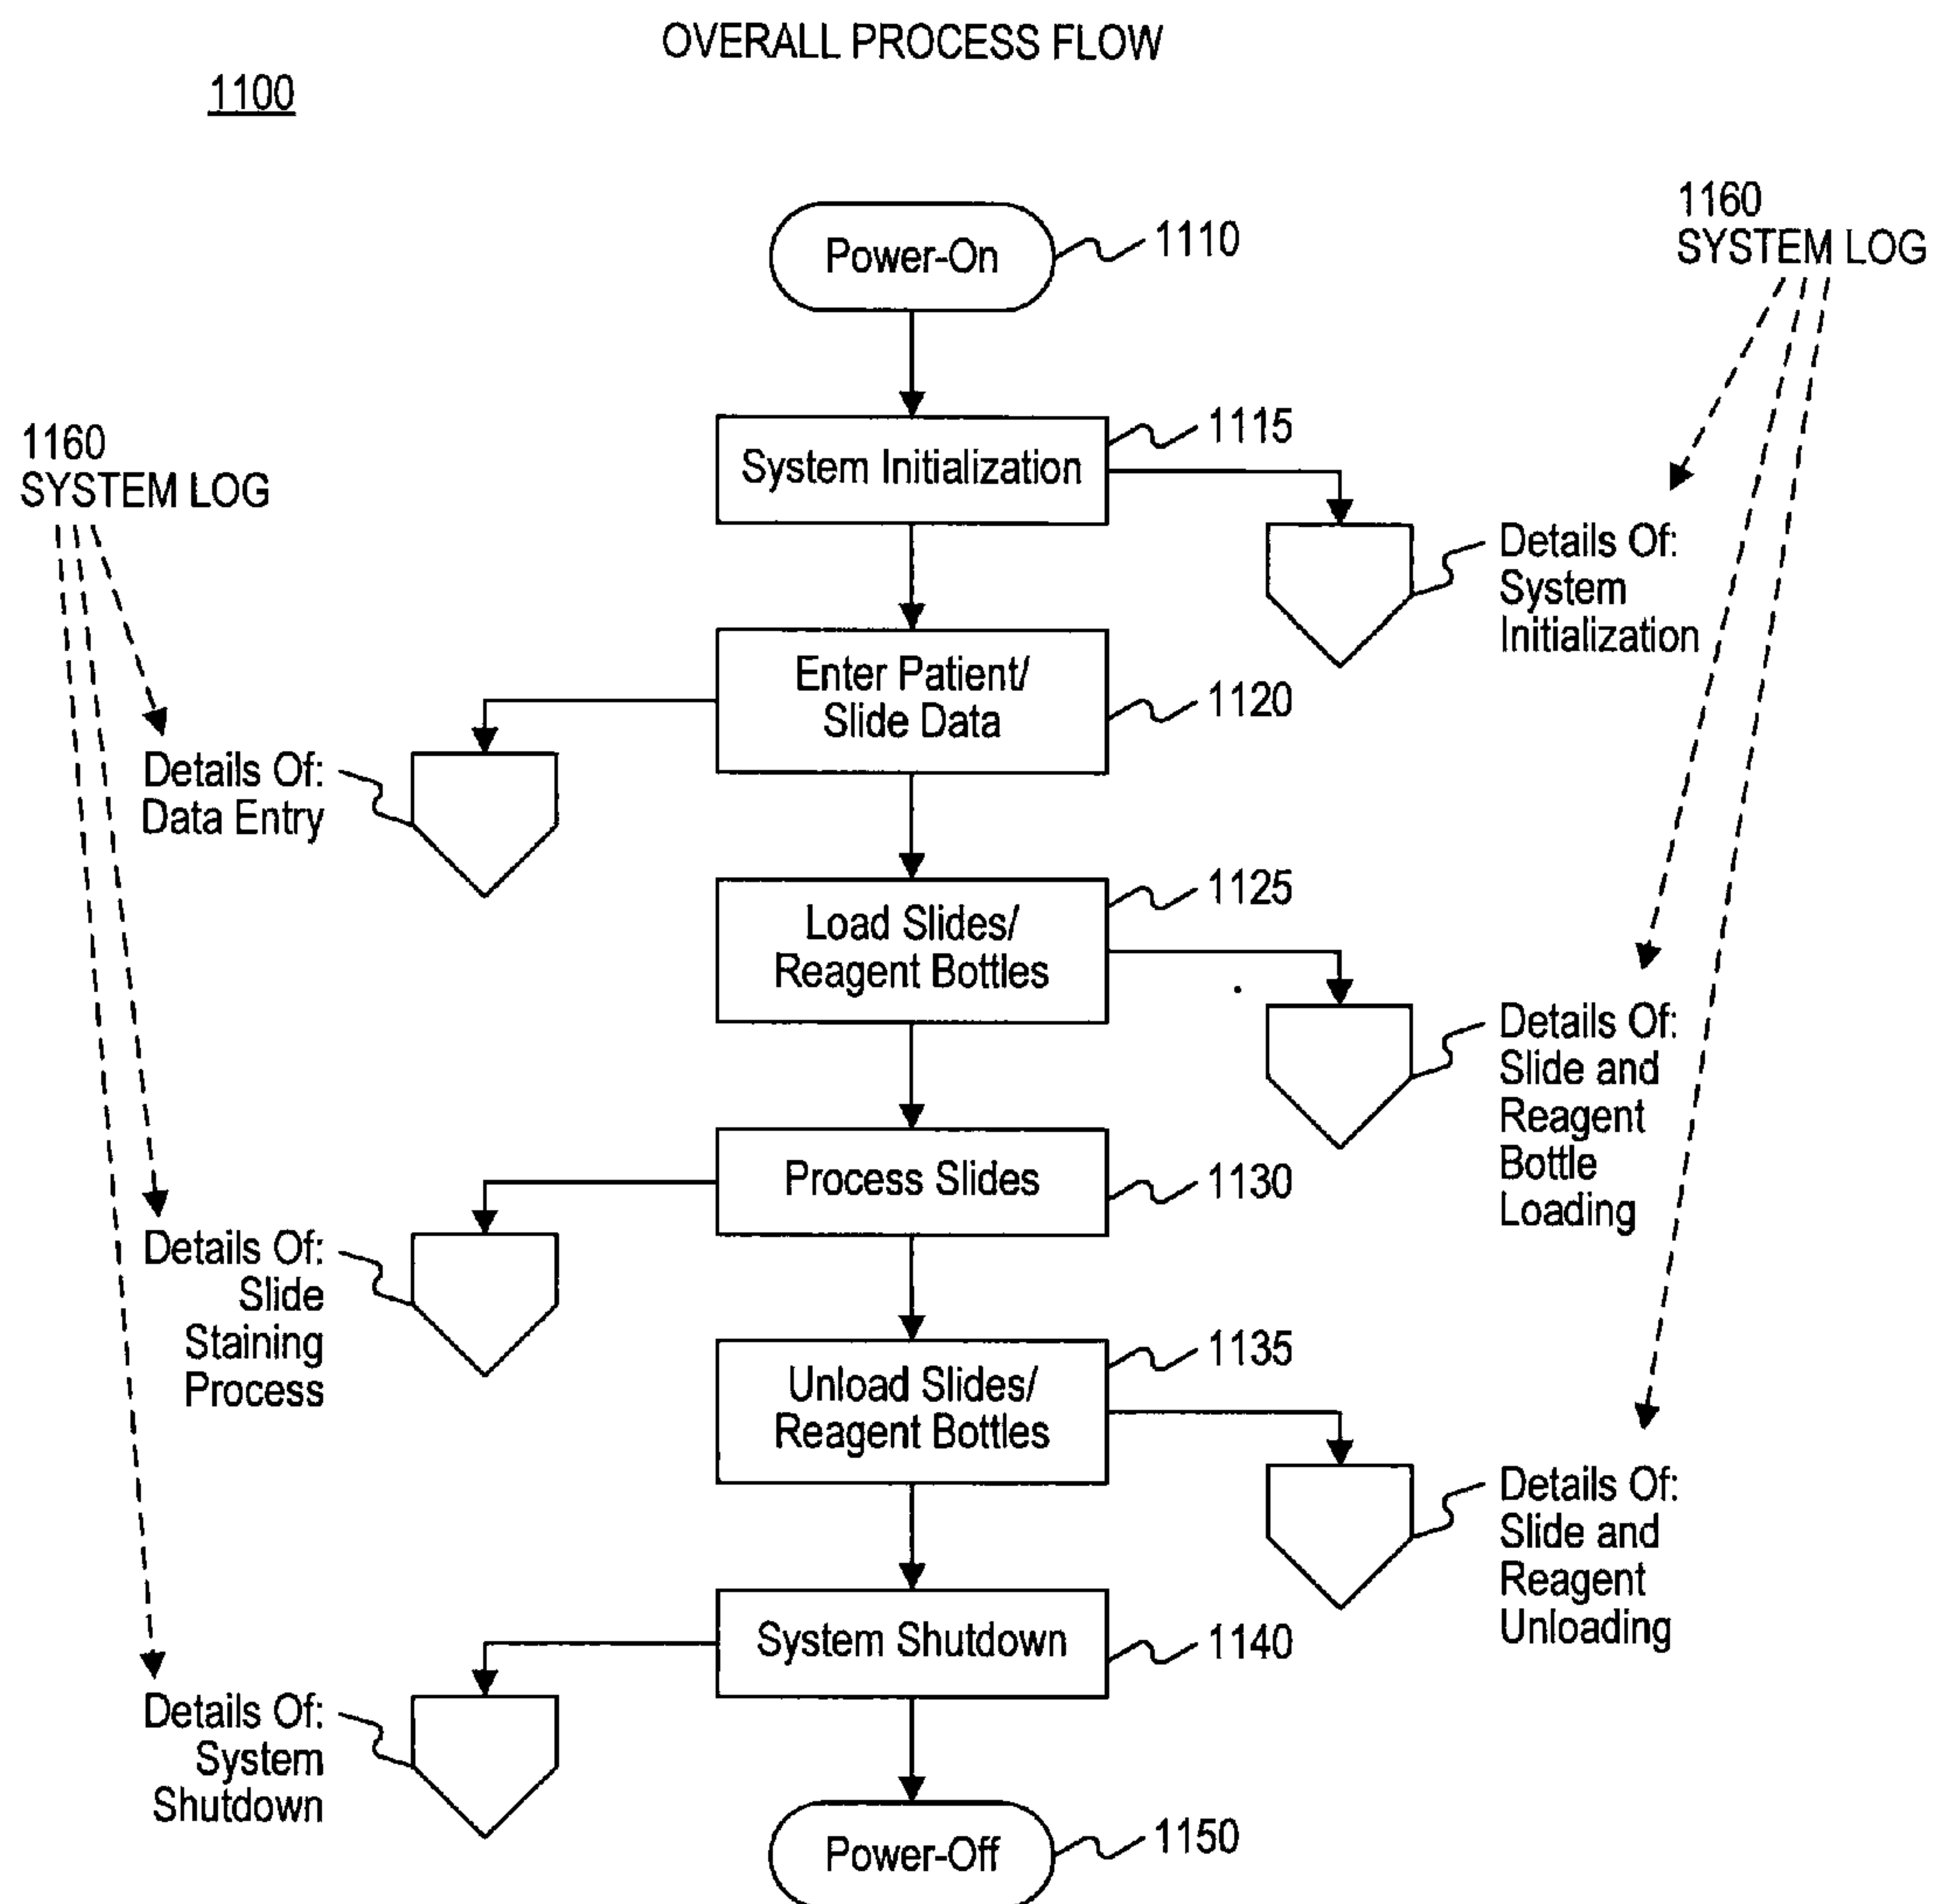 OVERALL PROCESS FLOW
1100
Power-On
1110
1160
SYSTEM LOG
System Initialization
1115
1160
SYSTEM LOG
Details Of:
System
Initialization
Enter Patient/
Slide Data
1120
Details Of:
Data Entry
Load Slides/
Reagent Bottles
1125
Details Of:
Slide and
Reagent
Bottle
Loading
Process Slides
1130
Details Of:
Slide
Staining
Process
Unload Slides/
Reagent Bottles
1135
Details Of:
Slide and
Reagent
Unloading
System Shutdown
1140
Details Of:
System
Shutdown
Power-Off
1150